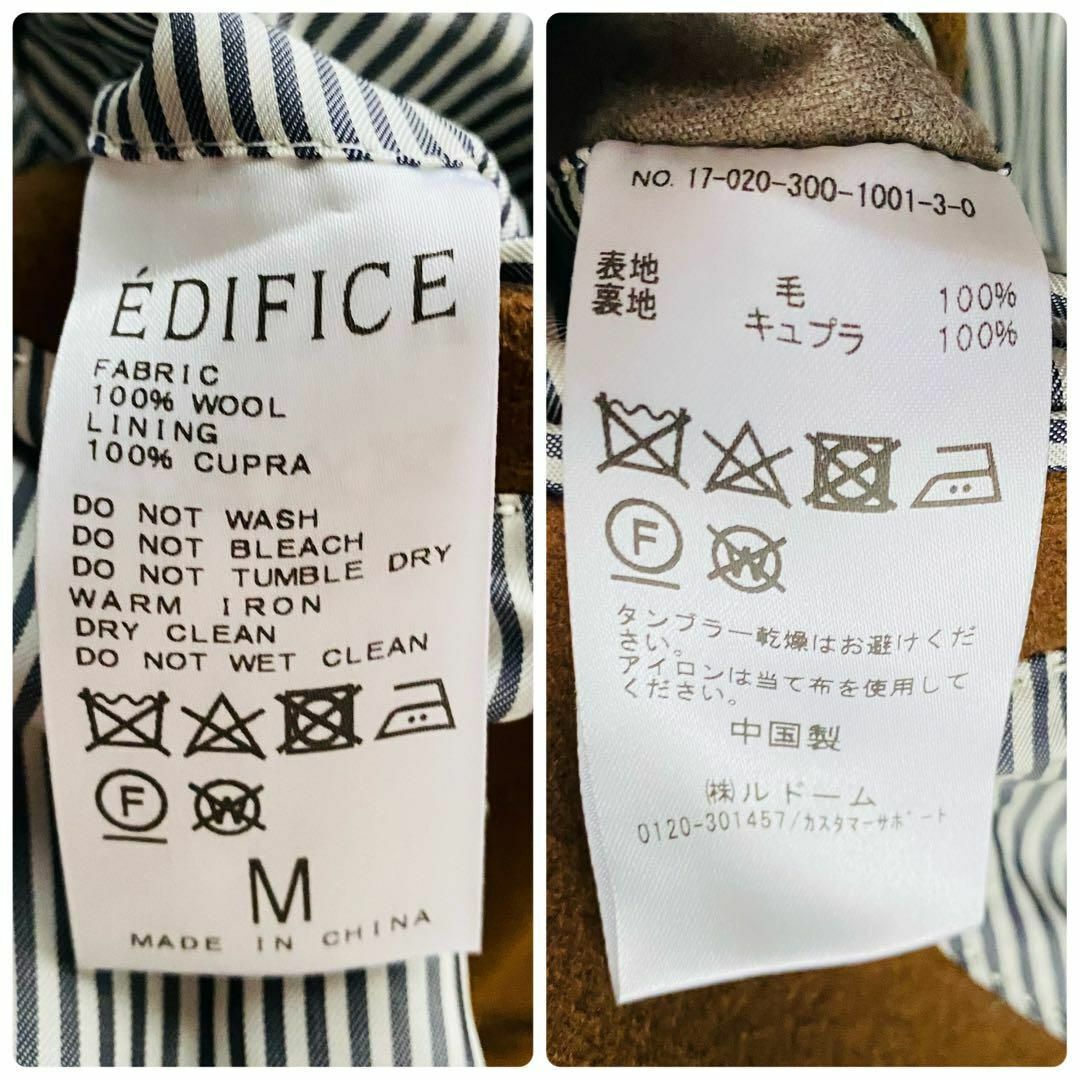 ÉDIFICE
FABRIC
100% WOOL
LINING
100% CUPRA
DO NOT WASH
DO NOT BLEACH
DO NOT TUMBLE DRY
WARM IRON
DRY CLEAN
DO NOT WET CLEAN
F W
M
MADE IN CHINA
NO. 17-020-300-1001-3-0
表地 毛 100%
裏地 キュプラ 100%
F W
タンブラー乾燥はお避けくだ
さい。
アイロンは当て布を使用して
ください。
中国製
㈱ルドーム
0120-301457/カスタマーサポート